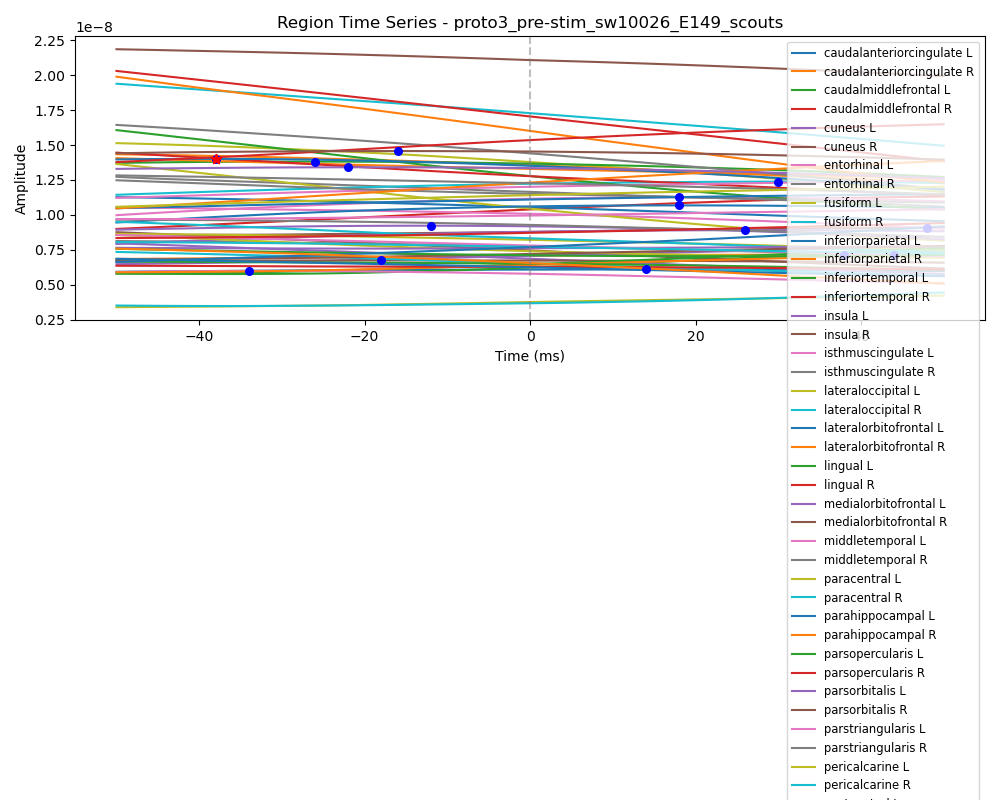 Region Time Series - proto3_pre-stim_sw10026_E149_scouts
1e−8
2.25
2.00
1.75
1.50
1.25
1.00
0.75
0.50
0.25
Amplitude
−40
−20
0
20
40
Time (ms)
caudalanteriorcingulate L
caudalanteriorcingulate R
caudalmiddlefrontal L
caudalmiddlefrontal R
cuneus L
cuneus R
entorhinal L
entorhinal R
fusiform L
fusiform R
inferiorparietal L
inferiorparietal R
inferiortemporal L
inferiortemporal R
insula L
insula R
isthmuscingulate L
isthmuscingulate R
lateraloccipital L
lateraloccipital R
lateralorbitofrontal L
lateralorbitofrontal R
lingual L
lingual R
medialorbitofrontal L
medialorbitofrontal R
middletemporal L
middletemporal R
paracentral L
paracentral R
parahippocampal L
parahippocampal R
parsopercularis L
parsopercularis R
parsorbitalis L
parsorbitalis R
parstriangularis L
parstriangularis R
pericalcarine L
pericalcarine R